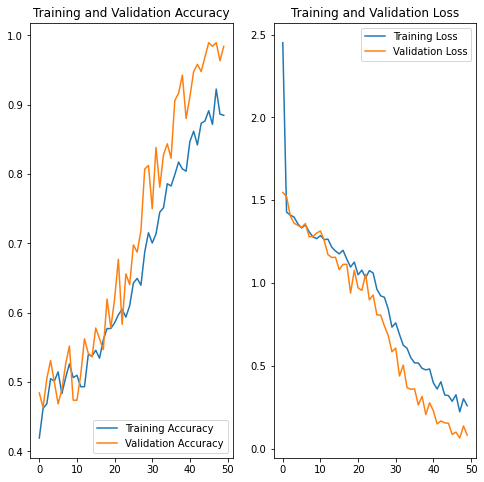 Training and Validation Accuracy
1.0
0.9
0.8
0.7
0.6
0.5
0.4
0 10 20 30 40 50
Training Accuracy
Validation Accuracy
Training and Validation Loss
2.5
2.0
1.5
1.0
0.5
0.0
0 10 20 30 40 50
Training Loss
Validation Loss